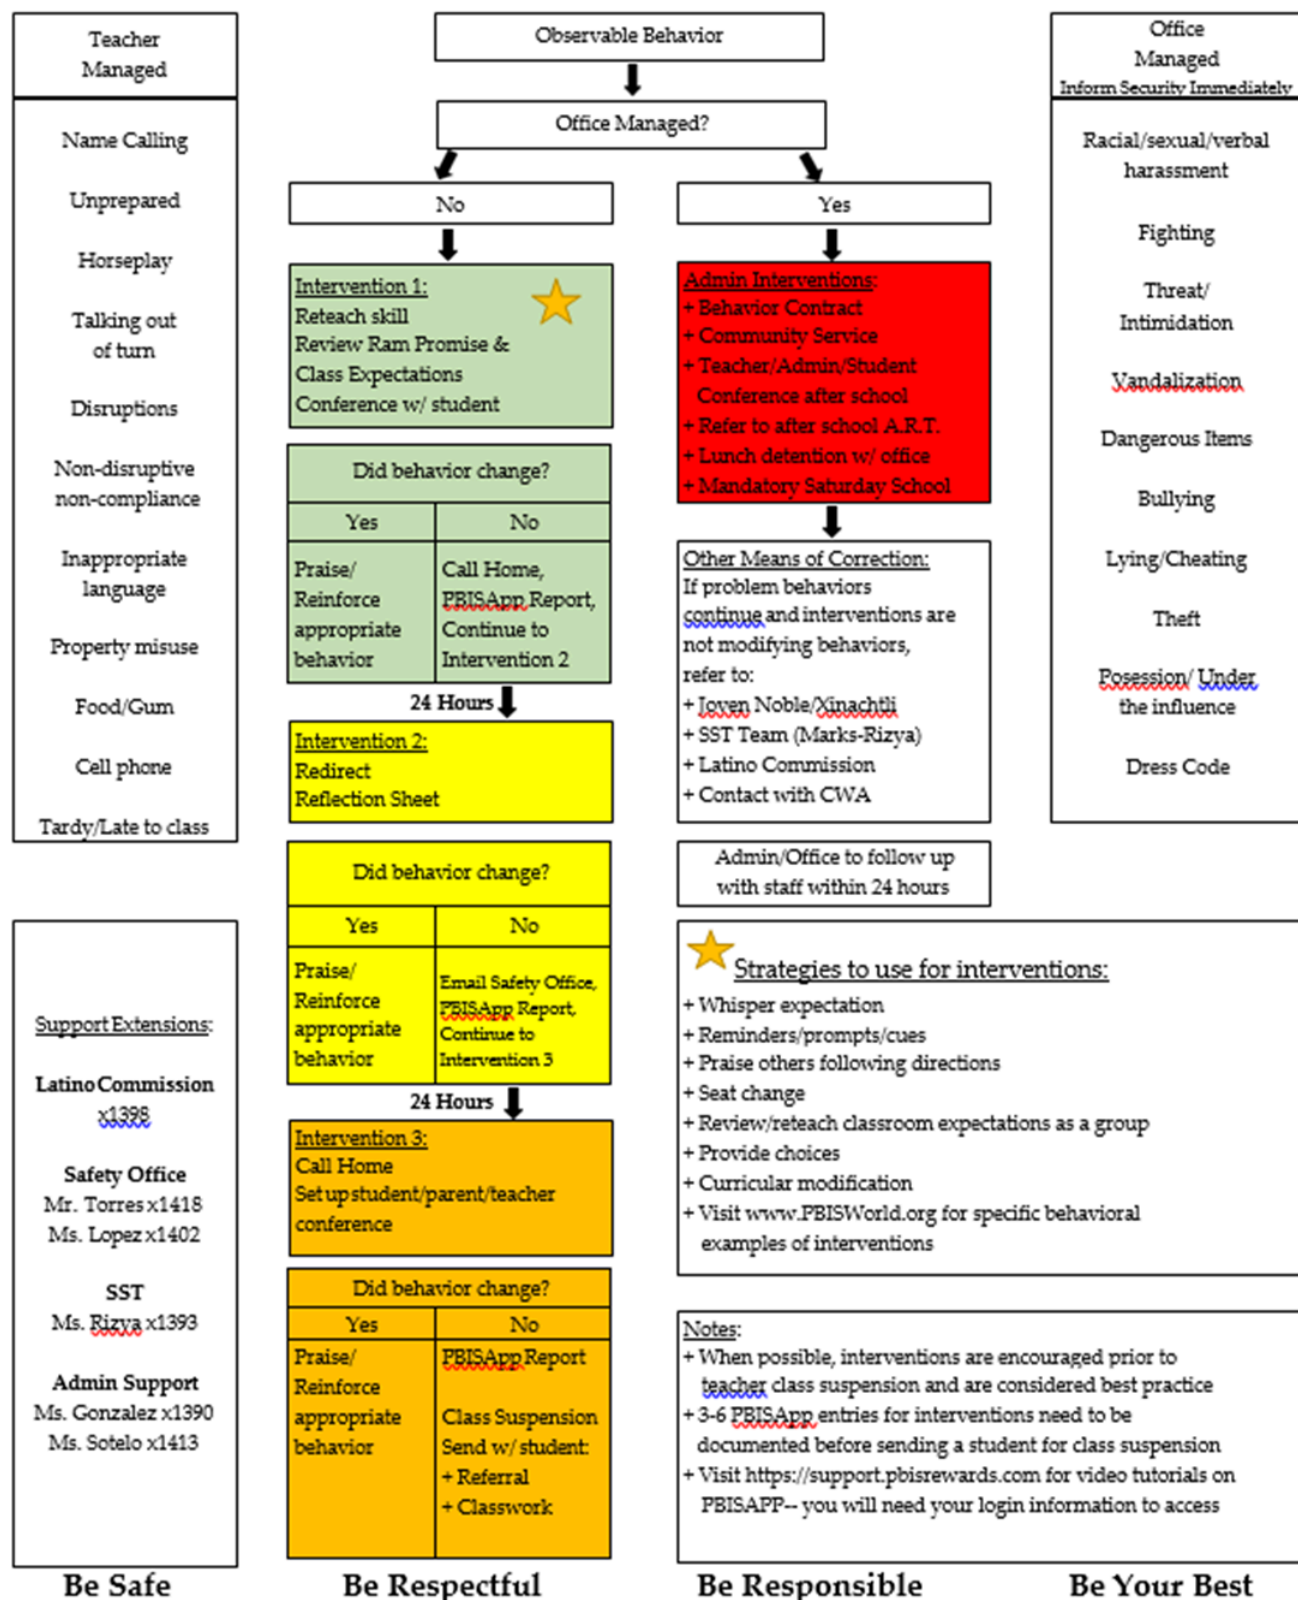 Teacher
Managed
Name Calling
Unprepared
Horseplay
Talking out
of turn
Disruptions
Non-disruptive
non-compliance
Inappropriate
language
Property misuse
Food/Gum
Cell phone
Tardy/Late to class
Support Extensions:
Latino Commission
x1398
Safety Office
Mr. Torres x1418
Ms. Lopez x1402
SST
Ms. Rizya x1393
Admin Support
Ms. Gonzalez x1390
Ms. Sotelo x1413
Observable Behavior
Office Managed?
No
Intervention 1:
Reteach skill
Review Ram Promise &
Class Expectations
Conference w/ student
Did behavior change?
Yes
No
Praise/
Reinforce
appropriate
behavior
Call Home,
PBISApp Report,
Continue to
Intervention 2
24 Hours
Intervention 2:
Redirect
Reflection Sheet
Did behavior change?
Yes
No
Praise/
Reinforce
appropriate
behavior
Email Safety Office,
PBISApp Report,
Continue to
Intervention 3
24 Hours
Intervention 3:
Call Home
Set up student/parent/teacher
conference
Did behavior change?
Yes
No
Praise/
Reinforce
appropriate
behavior
PBISApp Report
Class Suspension
Send w/ student:
+ Referral
+ Classwork
Yes
Admin Interventions:
+ Behavior Contract
+ Community Service
+ Teacher/Admin/Student
Conference after school
+ Refer to after school A.R.T.
+ Lunch detention w/ office
+ Mandatory Saturday School
Other Means of Correction:
If problem behaviors
continue and interventions are
not modifying behaviors,
refer to:
+ Joven Noble/Xinachtli
+ SST Team (Marks-Rizya)
+ Latino Commission
+ Contact with CWA
Admin/Office to follow up
with staff within 24 hours
Office
Managed
Inform Security Immediately
Racial/sexual/verbal
harassment
Fighting
Threat/
Intimidation
Vandalization
Dangerous Items
Bullying
Lying/Cheating
Theft
Posession/ Under
the influence
Dress Code
Strategies to use for interventions:
+ Whisper expectation
+ Reminders/prompts/cues
+ Praise others following directions
+ Seat change
+ Review/reteach classroom expectations as a group
+ Provide choices
+ Curricular modification
+ Visit www.PBISWorld.org for specific behavioral
examples of interventions
Notes:
+ When possible, interventions are encouraged prior to
teacher class suspension and are considered best practice
+ 3-6 PBISApp entries for interventions need to be
documented before sending a student for class suspension
+ Visit https://support.pbisrewards.com for video tutorials on
PBISAPP-- you will need your login information to access
Be Safe
Be Respectful
Be Responsible
Be Your Best